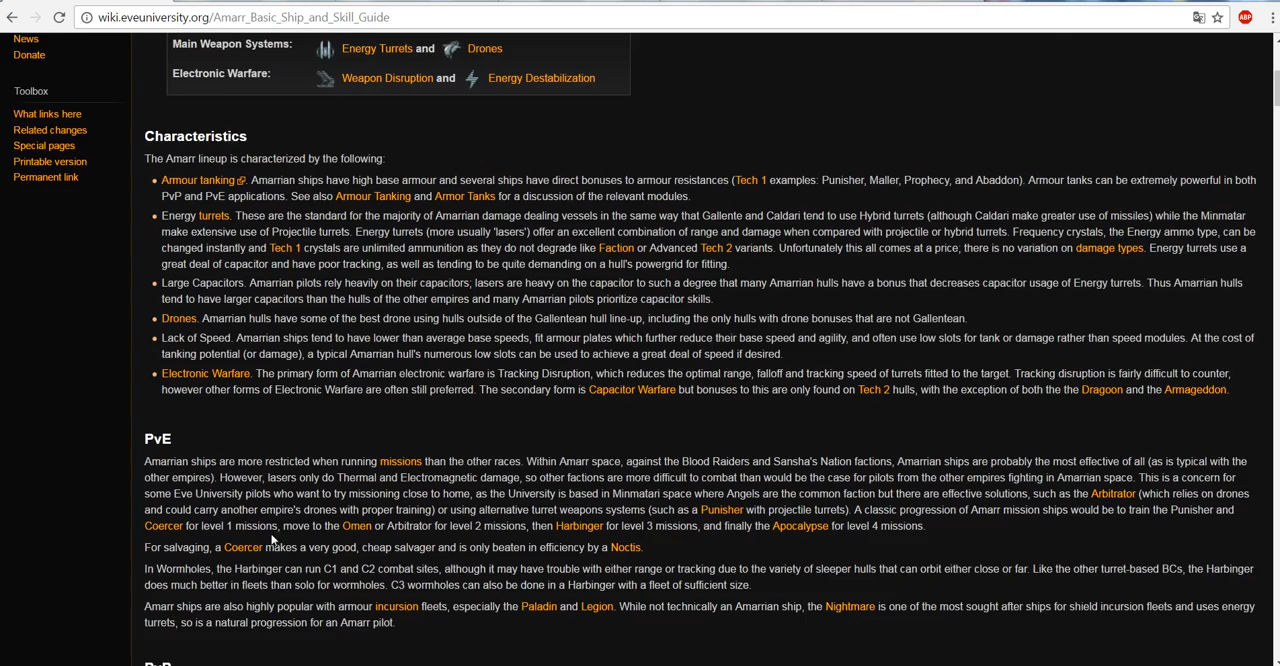 wiki.eveuniversity.org/Amarr_Basic_Ship_and_Skill_Guide
ABP
News
Donate
Toolbox
What links here
Related changes
Special pages
Printable version
Permanent link
Main Weapon Systems: Energy Turrets and Drones
Electronic Warfare: Weapon Disruption and Energy Destabilization
Characteristics
The Amarr lineup is characterized by the following:
Armour tanking. Amarrian ships have high base armour and several ships have direct bonuses to armour resistances (Tech 1 examples: Punisher, Maller, Prophecy, and Abaddon). Armour tanks can be extremely powerful in both
PvP and PvE applications. See also Armour Tanking and Armor Tanks for a discussion of the relevant modules.
Energy turrets. These are the standard for the majority of Amarrian damage dealing vessels in the same way that Gallente and Caldari tend to use Hybrid turrets (although Caldari make greater use of missiles) while the Minmatar
make extensive use of Projectile turrets. Energy turrets (more usually 'lasers') offer an excellent combination of range and damage when compared with projectile or hybrid turrets. Frequency crystals, the Energy ammo type, can be
changed instantly and Tech 1 crystals are unlimited ammunition as they do not degrade like Faction or Advanced Tech 2 variants. Unfortunately this all comes at a price; there is no variation on damage types. Energy turrets use a
great deal of capacitor and have poor tracking, as well as tending to be quite demanding on a hull's powergrid for fitting.
Large Capacitors. Amarrian pilots rely heavily on their capacitors; lasers are heavy on the capacitor to such a degree that many Amarrian hulls have a bonus that decreases capacitor usage of Energy turrets. Thus Amarrian hulls
tend to have larger capacitors than the hulls of the other empires and many Amarrian pilots prioritize capacitor skills.
Drones. Amarrian hulls have some of the best drone using hulls outside of the Gallentean hull line-up, including the only hulls with drone bonuses that are not Gallentean.
Lack of Speed. Amarrian ships tend to have lower than average base speeds, fit armour plates which further reduce their base speed and agility, and often use low slots for tank or damage rather than speed modules. At the cost of
tanking potential (or damage), a typical Amarrian hull's numerous low slots can be used to achieve a great deal of speed if desired.
Electronic Warfare. The primary form of Amarrian electronic warfare is Tracking Disruption, which reduces the optimal range, falloff and tracking speed of turrets fitted to the target. Tracking disruption is fairly difficult to counter,
however other forms of Electronic Warfare are often still preferred. The secondary form is Capacitor Warfare but bonuses to this are only found on Tech 2 hulls, with the exception of both the the Dragoon and the Armageddon.
PvE
Amarrian ships are more restricted when running missions than the other races. Within Amarr space, against the Blood Raiders and Sansha's Nation factions, Amarrian ships are probably the most effective of all (as is typical with the
other empires). However, lasers only do Thermal and Electromagnetic damage, so other factions are more difficult to combat than would be the case for pilots from the other empires fighting in Amarrian space. This is a concern for
some Eve University pilots who want to try missioning close to home, as the University is based in Minmatari space where Angels are the common faction but there are effective solutions, such as the Arbitrator (which relies on drones
and could carry another empire's drones with proper training) or using alternative turret weapons systems (such as a Punisher with projectile turrets). A classic progression of Amarr mission ships would be to train the Punisher and
Coercer for level 1 missions, move to the Omen or Arbitrator for level 2 missions, then Harbinger for level 3 missions, and finally the Apocalypse for level 4 missions.
For salvaging, a Coercer makes a very good, cheap salvager and is only beaten in efficiency by a Noctis.
In Wormholes, the Harbinger can run C1 and C2 combat sites, although it may have trouble with either range or tracking due to the variety of sleeper hulls that can orbit either close or far. Like the other turret-based BCs, the Harbinger
does much better in fleets than solo for wormholes. C3 wormholes can also be done in a Harbinger with a fleet of sufficient size.
Amarr ships are also highly popular with armour incursion fleets, especially the Paladin and Legion. While not technically an Amarrian ship, the Nightmare is one of the most sought after ships for shield incursion fleets and uses energy
turrets, so is a natural progression for an Amarr pilot.
PvP